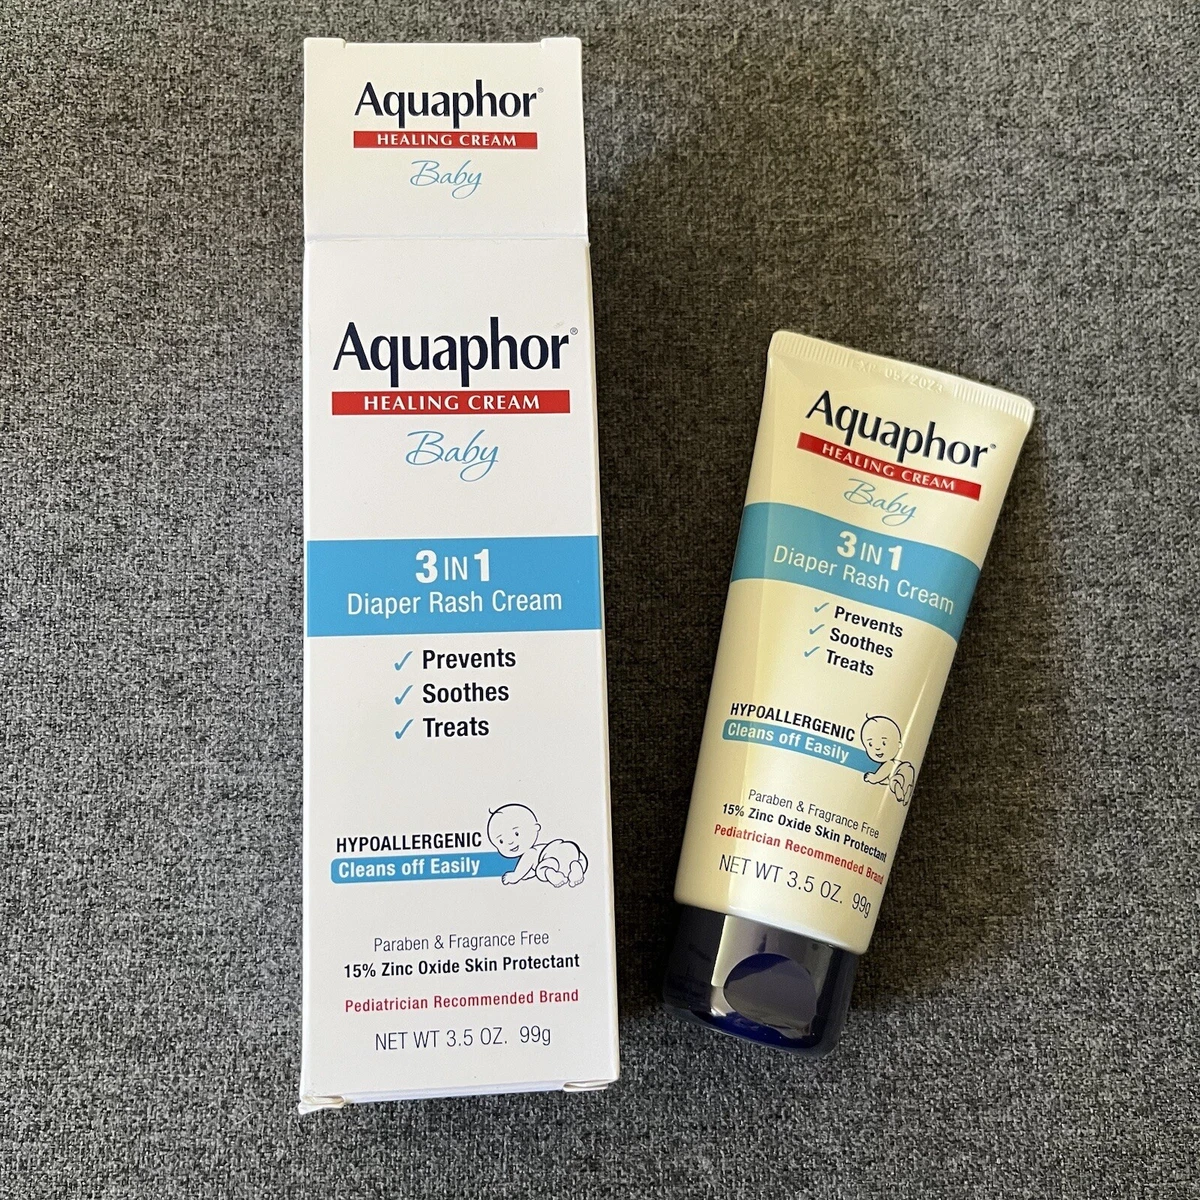 Aquaphor®
HEALING CREAM
Baby
Aquaphor®
HEALING CREAM
Baby
3 IN 1
Diaper Rash Cream
✓ Prevents
✓ Soothes
✓ Treats
HYPOALLERGENIC
Cleans off Easily
Paraben & Fragrance Free
15% Zinc Oxide Skin Protectant
Pediatrician Recommended Brand
NET WT 3.5 OZ. 99g
EXP 05/2023
Aquaphor®
HEALING CREAM
Baby
3 IN 1
Diaper Rash Cream
✓ Prevents
✓ Soothes
✓ Treats
HYPOALLERGENIC
Cleans off Easily
Paraben & Fragrance Free
15% Zinc Oxide Skin Protectant
Pediatrician Recommended Brand
NET WT 3.5 OZ. 99g